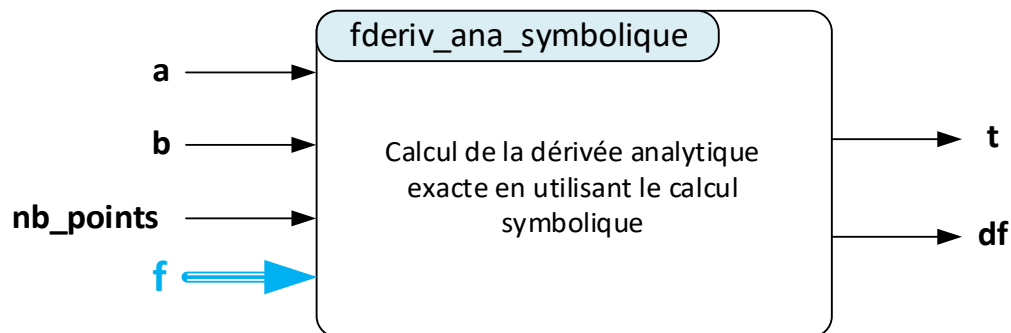 fderiv_ana_symbolique
a
b
nb_points
f
Calcul de la dérivée analytique
exacte en utilisant le calcul
symbolique
t
df